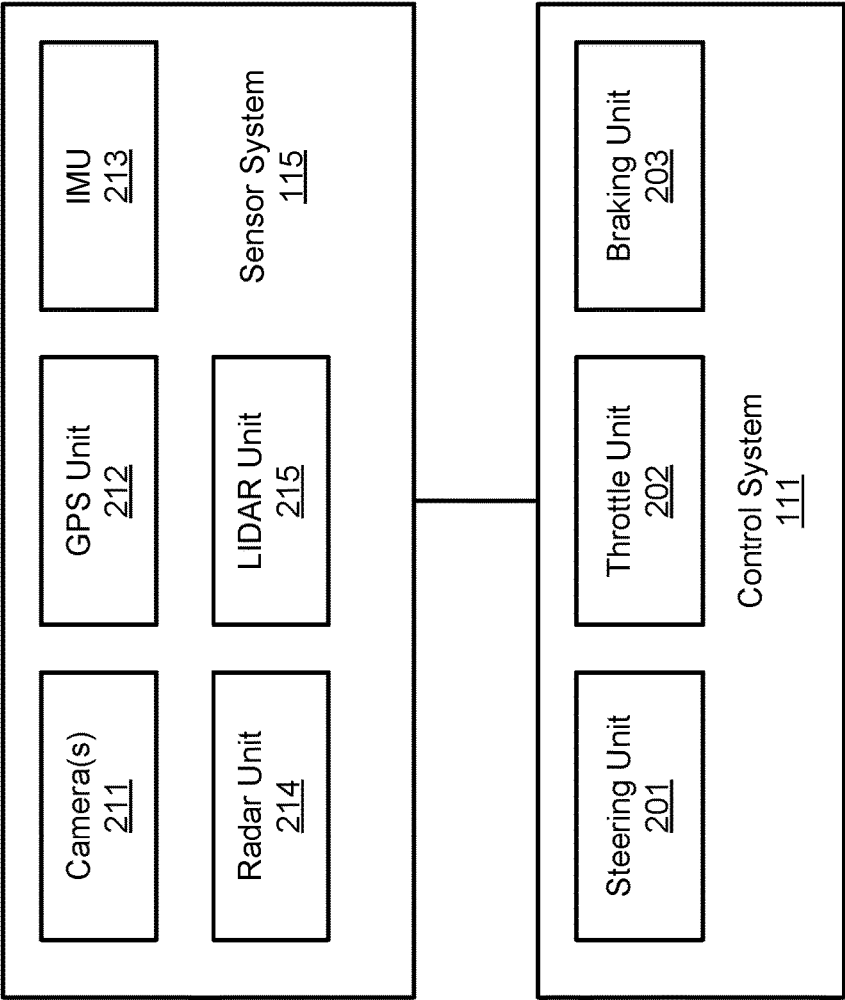 Camera(s)
211
GPS Unit
212
IMU
213
Radar Unit
214
LIDAR Unit
215
Sensor System
115
Steering Unit
201
Throttle Unit
202
Braking Unit
203
Control System
111